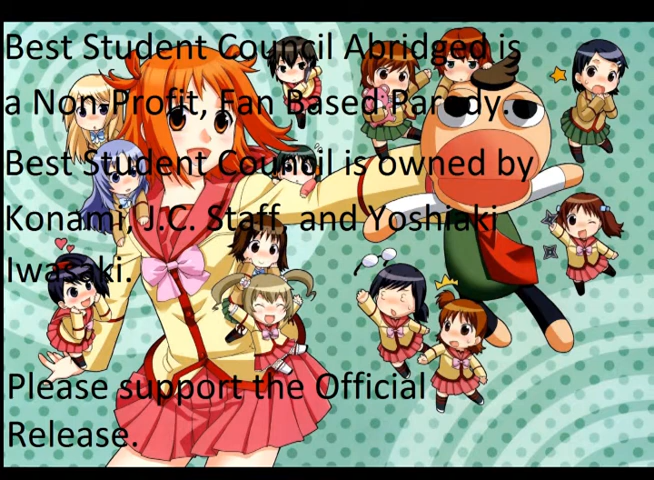 Best Student Council Abridged is
a Non-Profit, Fan Based Parody.
Best Student Council is owned by
Konami, J.C. Staff, and Yoshiaki
Iwasaki.
Please support the Official
Release.